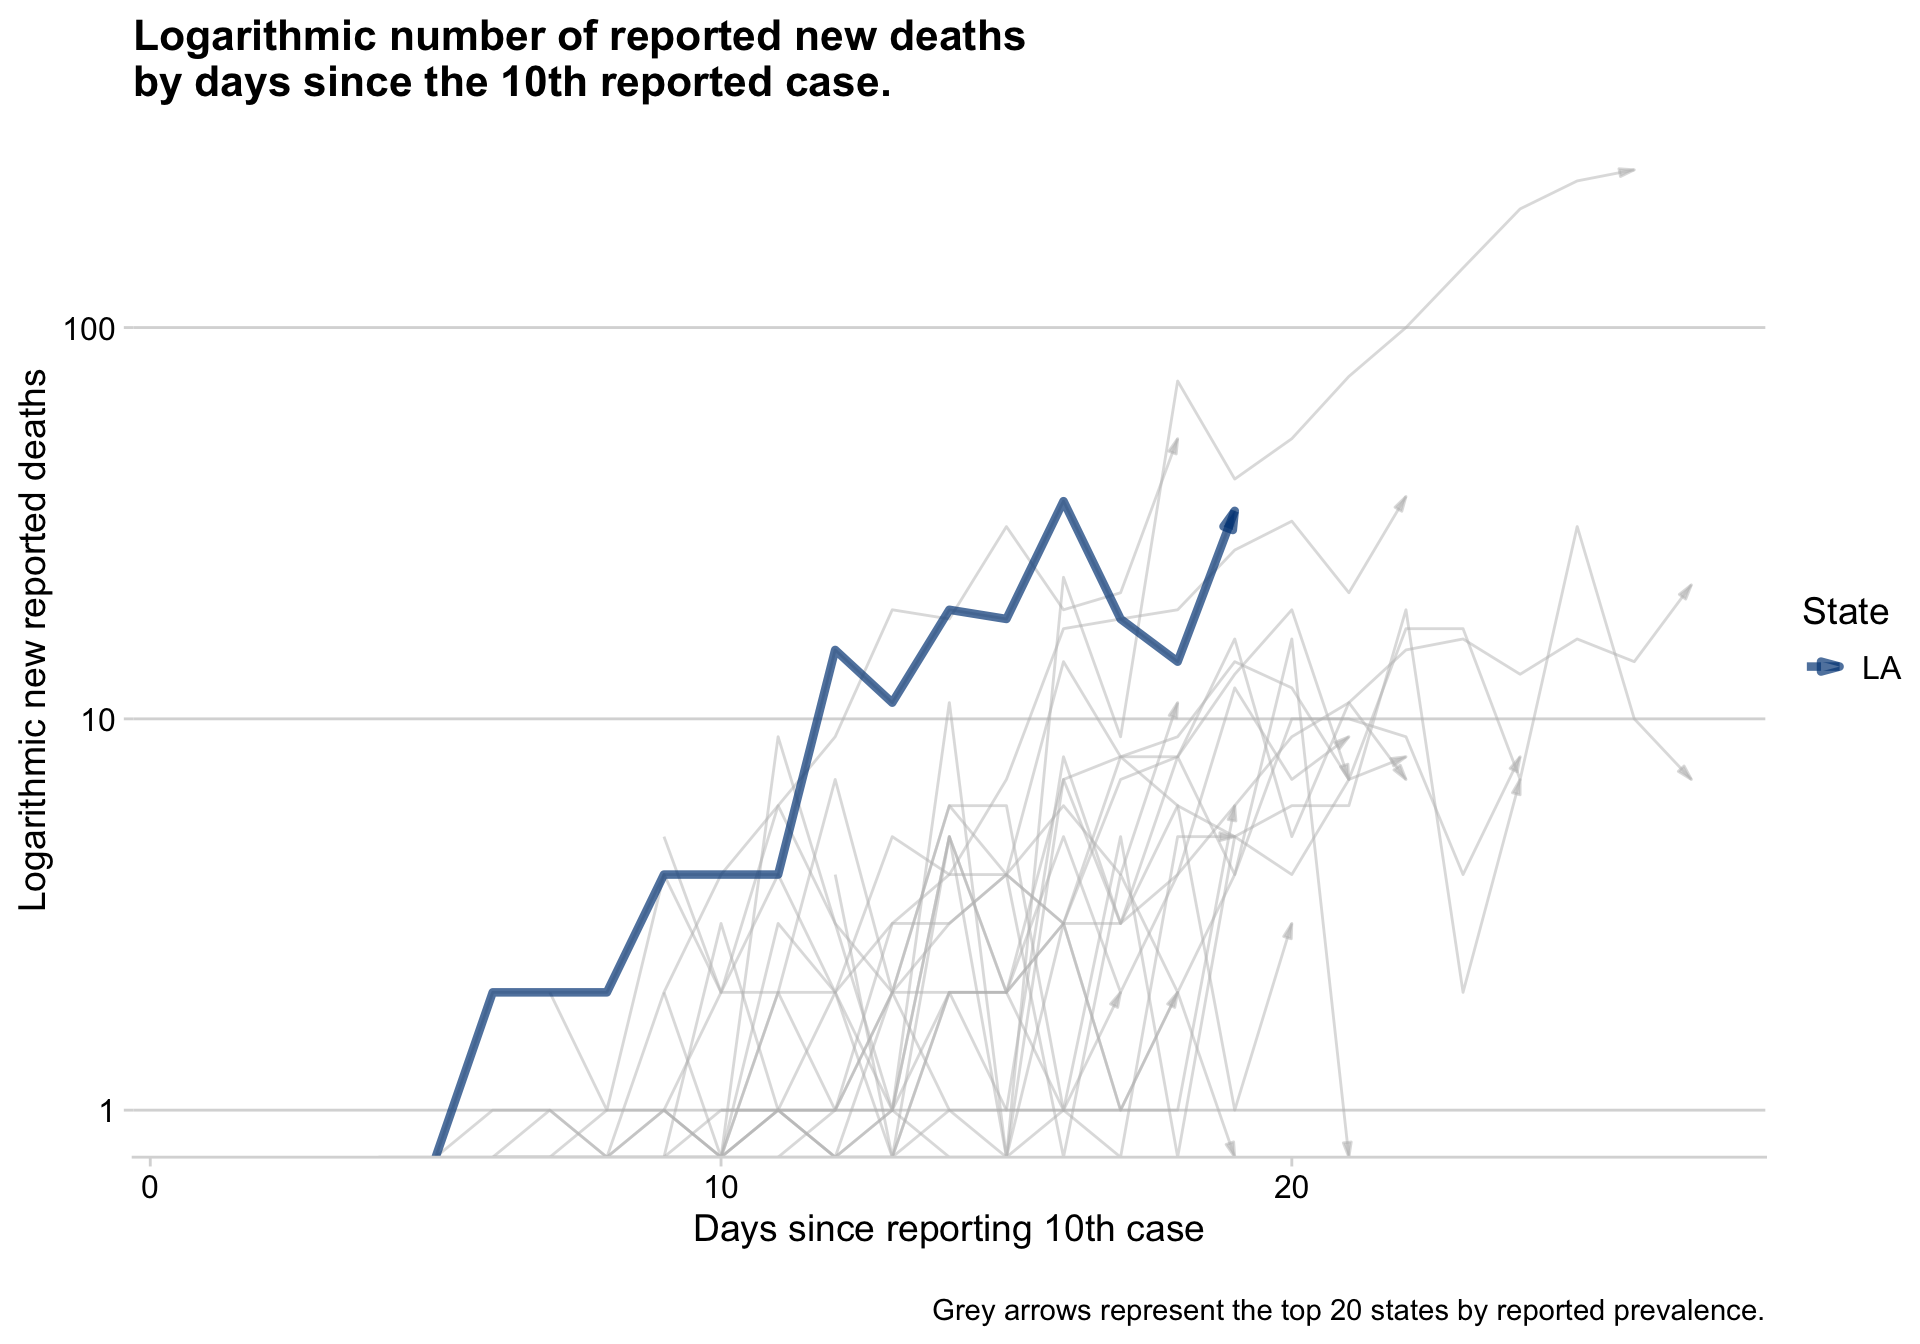 Logarithmic number of reported new deaths
by days since the 10th reported case.
Logarithmic new reported deaths
100
10
1
0
10
20
Days since reporting 10th case
State
LA
Grey arrows represent the top 20 states by reported prevalence.